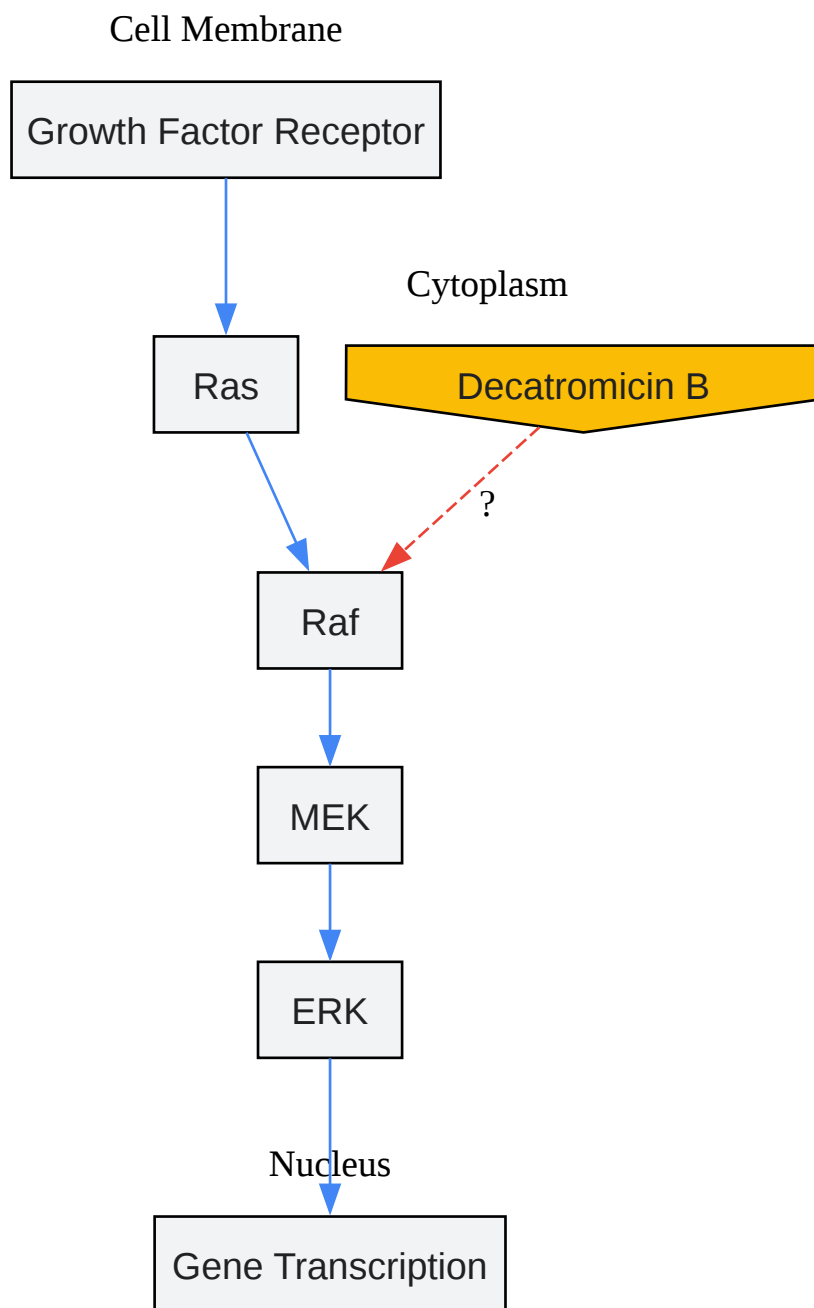 Cell Membrane
Growth Factor Receptor
Cytoplasm
Ras
Decatromicin B
?
Raf
MEK
ERK
Nucleus
Gene Transcription